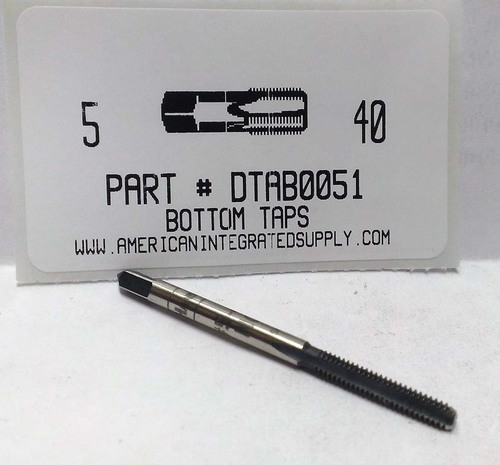 5 40
PART # DTAB0051
BOTTOM TAPS
WWW.AMERICANINTEGRATEDSUPPLY.COM